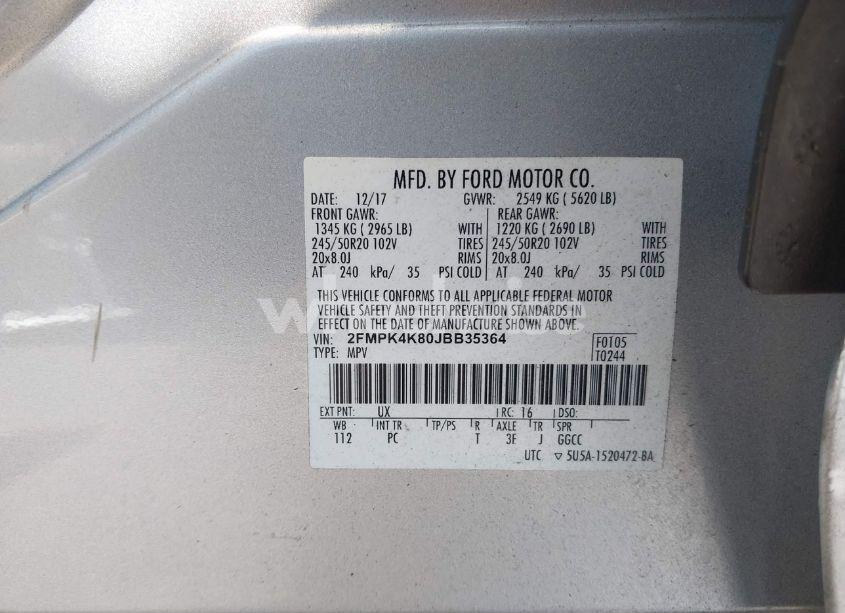 MFD. BY FORD MOTOR CO.
DATE: 12/17 GVWR: 2549 KG ( 5620 LB)
FRONT GAWR: REAR GAWR:
1345 KG ( 2965 LB) WITH 1220 KG ( 2690 LB) WITH
245/50R20 102V TIRES 245/50R20 102V TIRES
20x8.0J RIMS 20x8.0J RIMS
AT 240 kPa/ 35 PSI COLD AT 240 kPa/ 35 PSI COLD
THIS VEHICLE CONFORMS TO ALL APPLICABLE FEDERAL MOTOR
VEHICLE SAFETY AND THEFT PREVENTION STANDARDS IN
EFFECT ON THE DATE OF MANUFACTURE SHOWN ABOVE.
VIN: 2FMPK4K80JBB35364 F0105
TYPE: MPV T0244
EXT PNT: UX RC: 16 DSO:
WB INT TR TP/PS R AXLE TR SPR
112 PC T 3E J GGCC
UTC ▽ 5U5A-1520472-BA